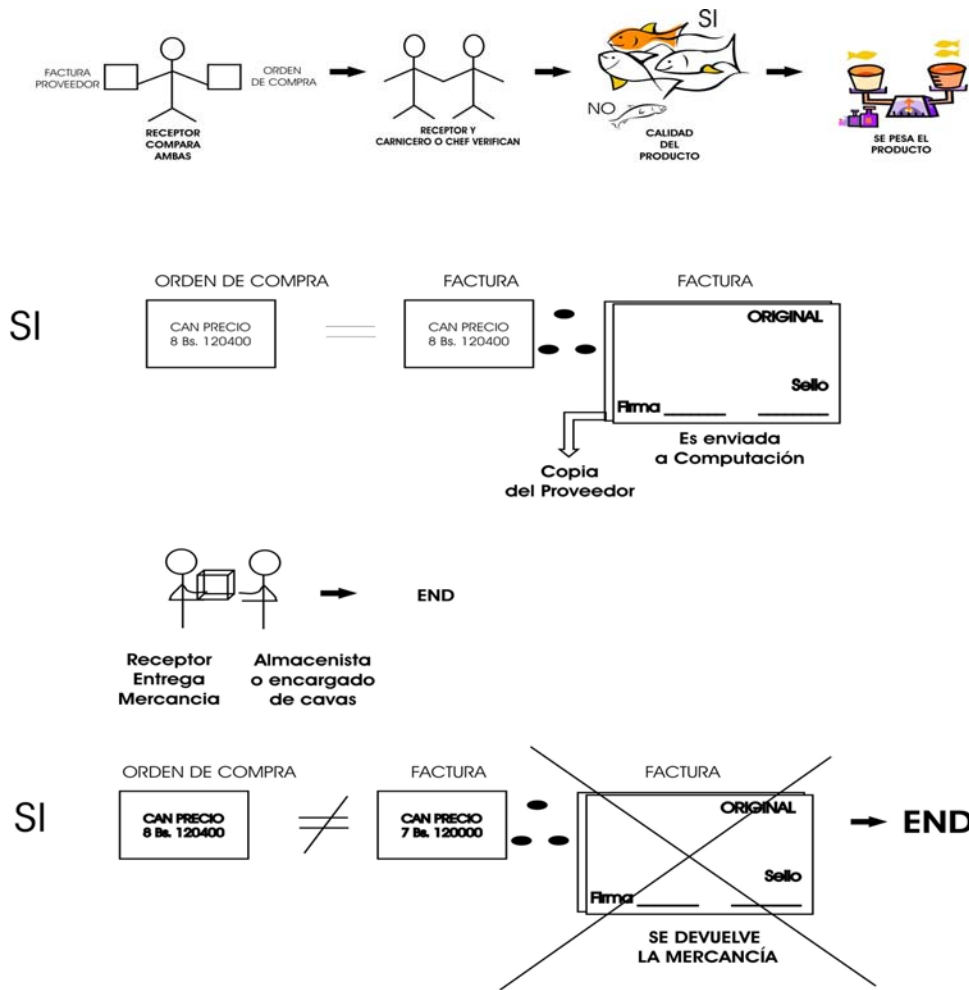 FACTURA
PROVEEDOR
ORDEN
DE COMPRA
RECEPTOR
COMPARA
AMBAS
RECEPTOR Y
CARNICERO O CHEF VERIFICAN
SI
NO
CALIDAD
DEL
PRODUCTO
SE PESA EL
PRODUCTO
SI
ORDEN DE COMPRA
CAN PRECIO
8 Bs. 120400
FACTURA
CAN PRECIO
8 Bs. 120400
FACTURA
ORIGINAL
Sello
Firma
Es enviada
a Computación
Copia
del Proveedor
END
Receptor
Entrega
Mercancia
Almacenista
o encargado
de cavas
SI
ORDEN DE COMPRA
CAN PRECIO
8 Bs. 120400
FACTURA
CAN PRECIO
7 Bs. 120000
FACTURA
ORIGINAL
Sello
Firma
SE DEVUELVE
LA MERCANCÍA
END